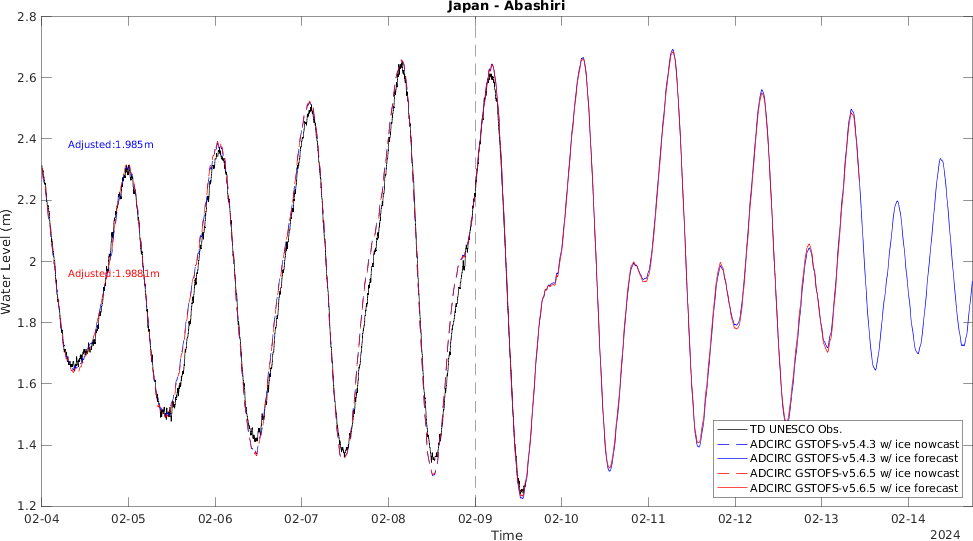 Japan - Abashiri
2.8
2.6
2.4
2.2
2
1.8
1.6
1.4
1.2
Water Level (m)
Adjusted:1.985m
Adjusted:1.9881m
TD UNESCO Obs.
ADCIRC GSTOFS-v5.4.3 w/ ice nowcast
ADCIRC GSTOFS-v5.4.3 w/ ice forecast
ADCIRC GSTOFS-v5.6.5 w/ ice nowcast
ADCIRC GSTOFS-v5.6.5 w/ ice forecast
02-04 02-05 02-06 02-07 02-08 02-09 02-10 02-11 02-12 02-13 02-14
Time
2024